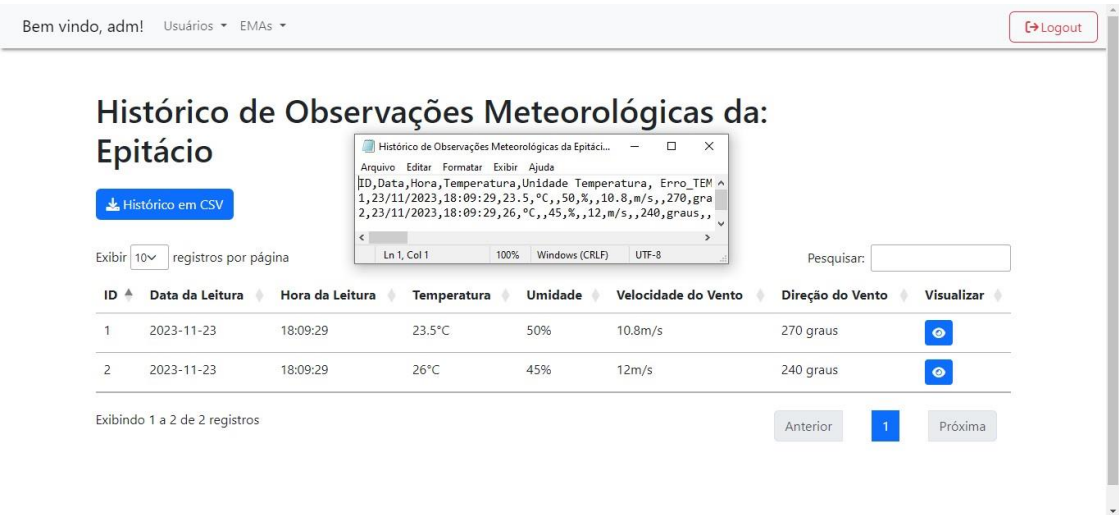 Bem vindo, adm! Usuários EMAs Logout
Histórico de Observações Meteorológicas da:
Epitácio
Histórico de Observações Meteorológicas da Epitáci...
Arquivo Editar Formatar Exibir Ajuda
ID,Data,Hora,Temperatura,Unidade Temperatura, Erro_TEM
1,23/11/2023,18:09:29,23.5,°C,,50,%,,10.8,m/s,,270,gra
2,23/11/2023,18:09:29,26,°C,,45,%,,12,m/s,,240,graus,,
Ln 1, Col 1 100% Windows (CRLF) UTF-8
Histórico em CSV
Exibir 10 registros por página Pesquisar:
ID Data da Leitura Hora da Leitura Temperatura Umidade Velocidade do Vento Direção do Vento Visualizar
1 2023-11-23 18:09:29 23.5°C 50% 10.8m/s 270 graus
2 2023-11-23 18:09:29 26°C 45% 12m/s 240 graus
Exibindo 1 a 2 de 2 registros
Anterior 1 Próxima